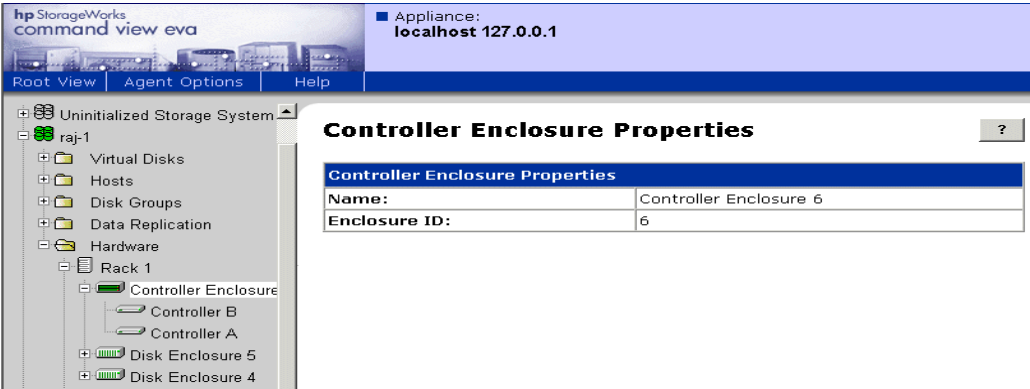 hp StorageWorks
command view eva
Appliance:
localhost 127.0.0.1
Root View
Agent Options
Help
Uninitialized Storage System
raj-1
Virtual Disks
Hosts
Disk Groups
Data Replication
Hardware
Rack 1
Controller Enclosure
Controller B
Controller A
Disk Enclosure 5
Disk Enclosure 4
Controller Enclosure Properties
?
Controller Enclosure Properties
Name: Controller Enclosure 6
Enclosure ID: 6